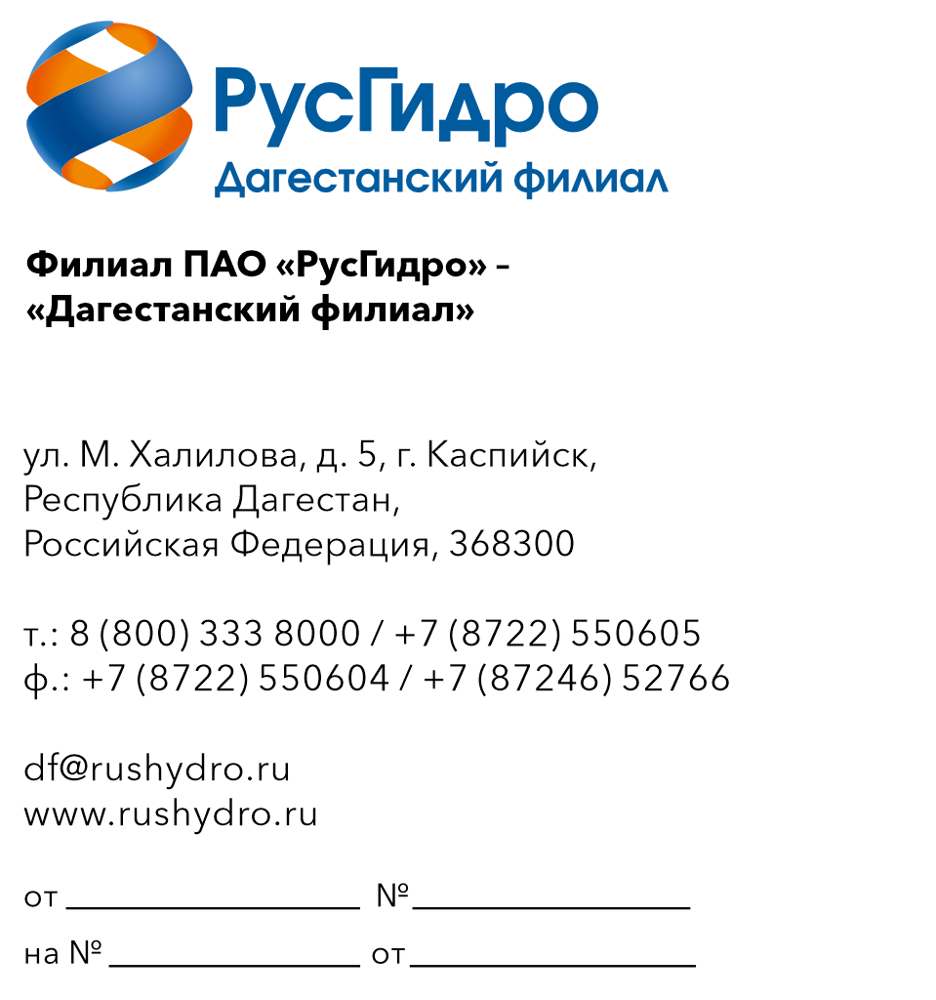 РусГидро
Дагестанский филиал
Филиал ПАО «РусГидро» –
«Дагестанский филиал»
ул. М. Халилова, д. 5, г. Каспийск,
Республика Дагестан,
Российская Федерация, 368300
т.: 8 (800) 333 8000 / +7 (8722) 550605
ф.: +7 (8722) 550604 / +7 (87246) 52766
df@rushydro.ru
www.rushydro.ru
от ________________ № ________________
на № ______________ от ________________